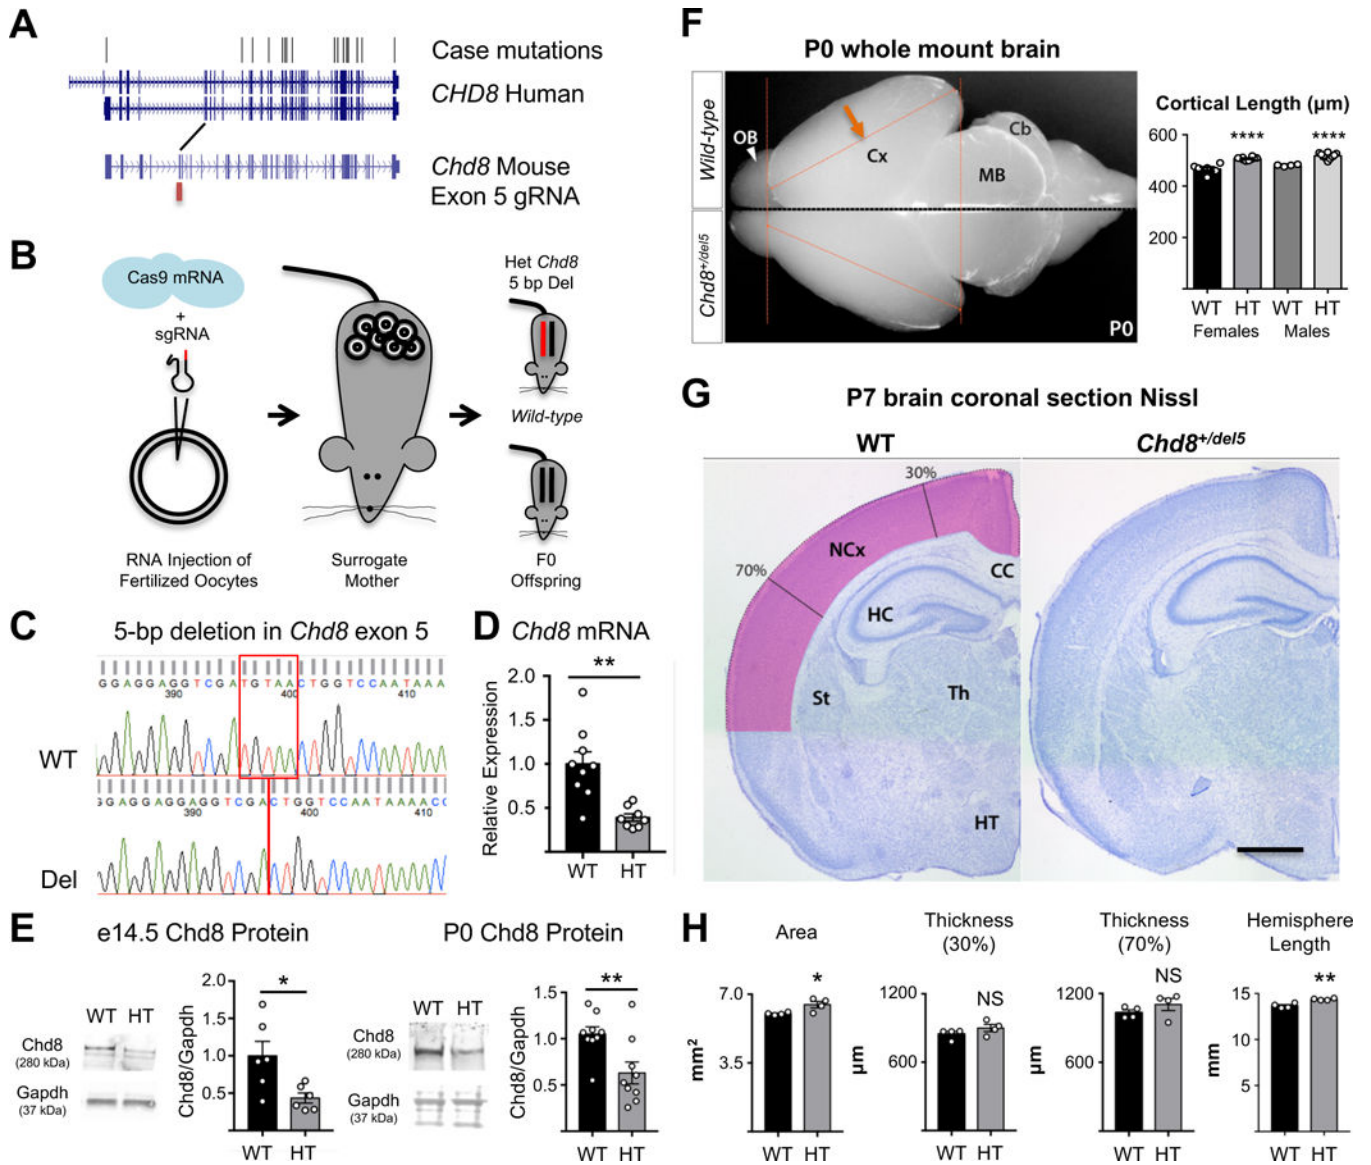 A
Case mutations
CHD8 Human
Chd8 Mouse
Exon 5 gRNA
B
Cas9 mRNA
+
sgRNA
RNA Injection of
Fertilized Oocytes
Surrogate
Mother
Het Chd8
5 bp Del
Wild-type
F0
Offspring
C
5-bp deletion in Chd8 exon 5
GGAGGAGGTCGATGTAACTGGTCCAATAAA
390 400 410
WT
GGAGGAGGAGGTCGACTGGTCCAATAAAACC
390 400 410
Del
D
Chd8 mRNA
**
Relative Expression
2.0
1.5
1.0
0.5
WT HT
E
e14.5 Chd8 Protein
WT HT
Chd8
(280 kDa)
Gapdh
(37 kDa)
Chd8/Gapdh
2.0
1.5
1.0
0.5
*
WT HT
P0 Chd8 Protein
WT HT
Chd8
(280 kDa)
Gapdh
(37 kDa)
Chd8/Gapdh
1.5
1.0
0.5
**
WT HT
F
P0 whole mount brain
Wild-type
Chd8+/del5
OB
Cx
MB
Cb
P0
Cortical Length (µm)
600
400
200
**** ****
WT HT WT HT
Females Males
G
P7 brain coronal section Nissl
WT
Chd8+/del5
30%
70%
NCx
CC
HC
St
Th
HT
H
Area
mm2
7.0
3.5
*
WT HT
Thickness
(30%)
µm
1200
600
NS
WT HT
Thickness
(70%)
µm
1200
600
NS
WT HT
Hemisphere
Length
mm
15
10
5
**
WT HT